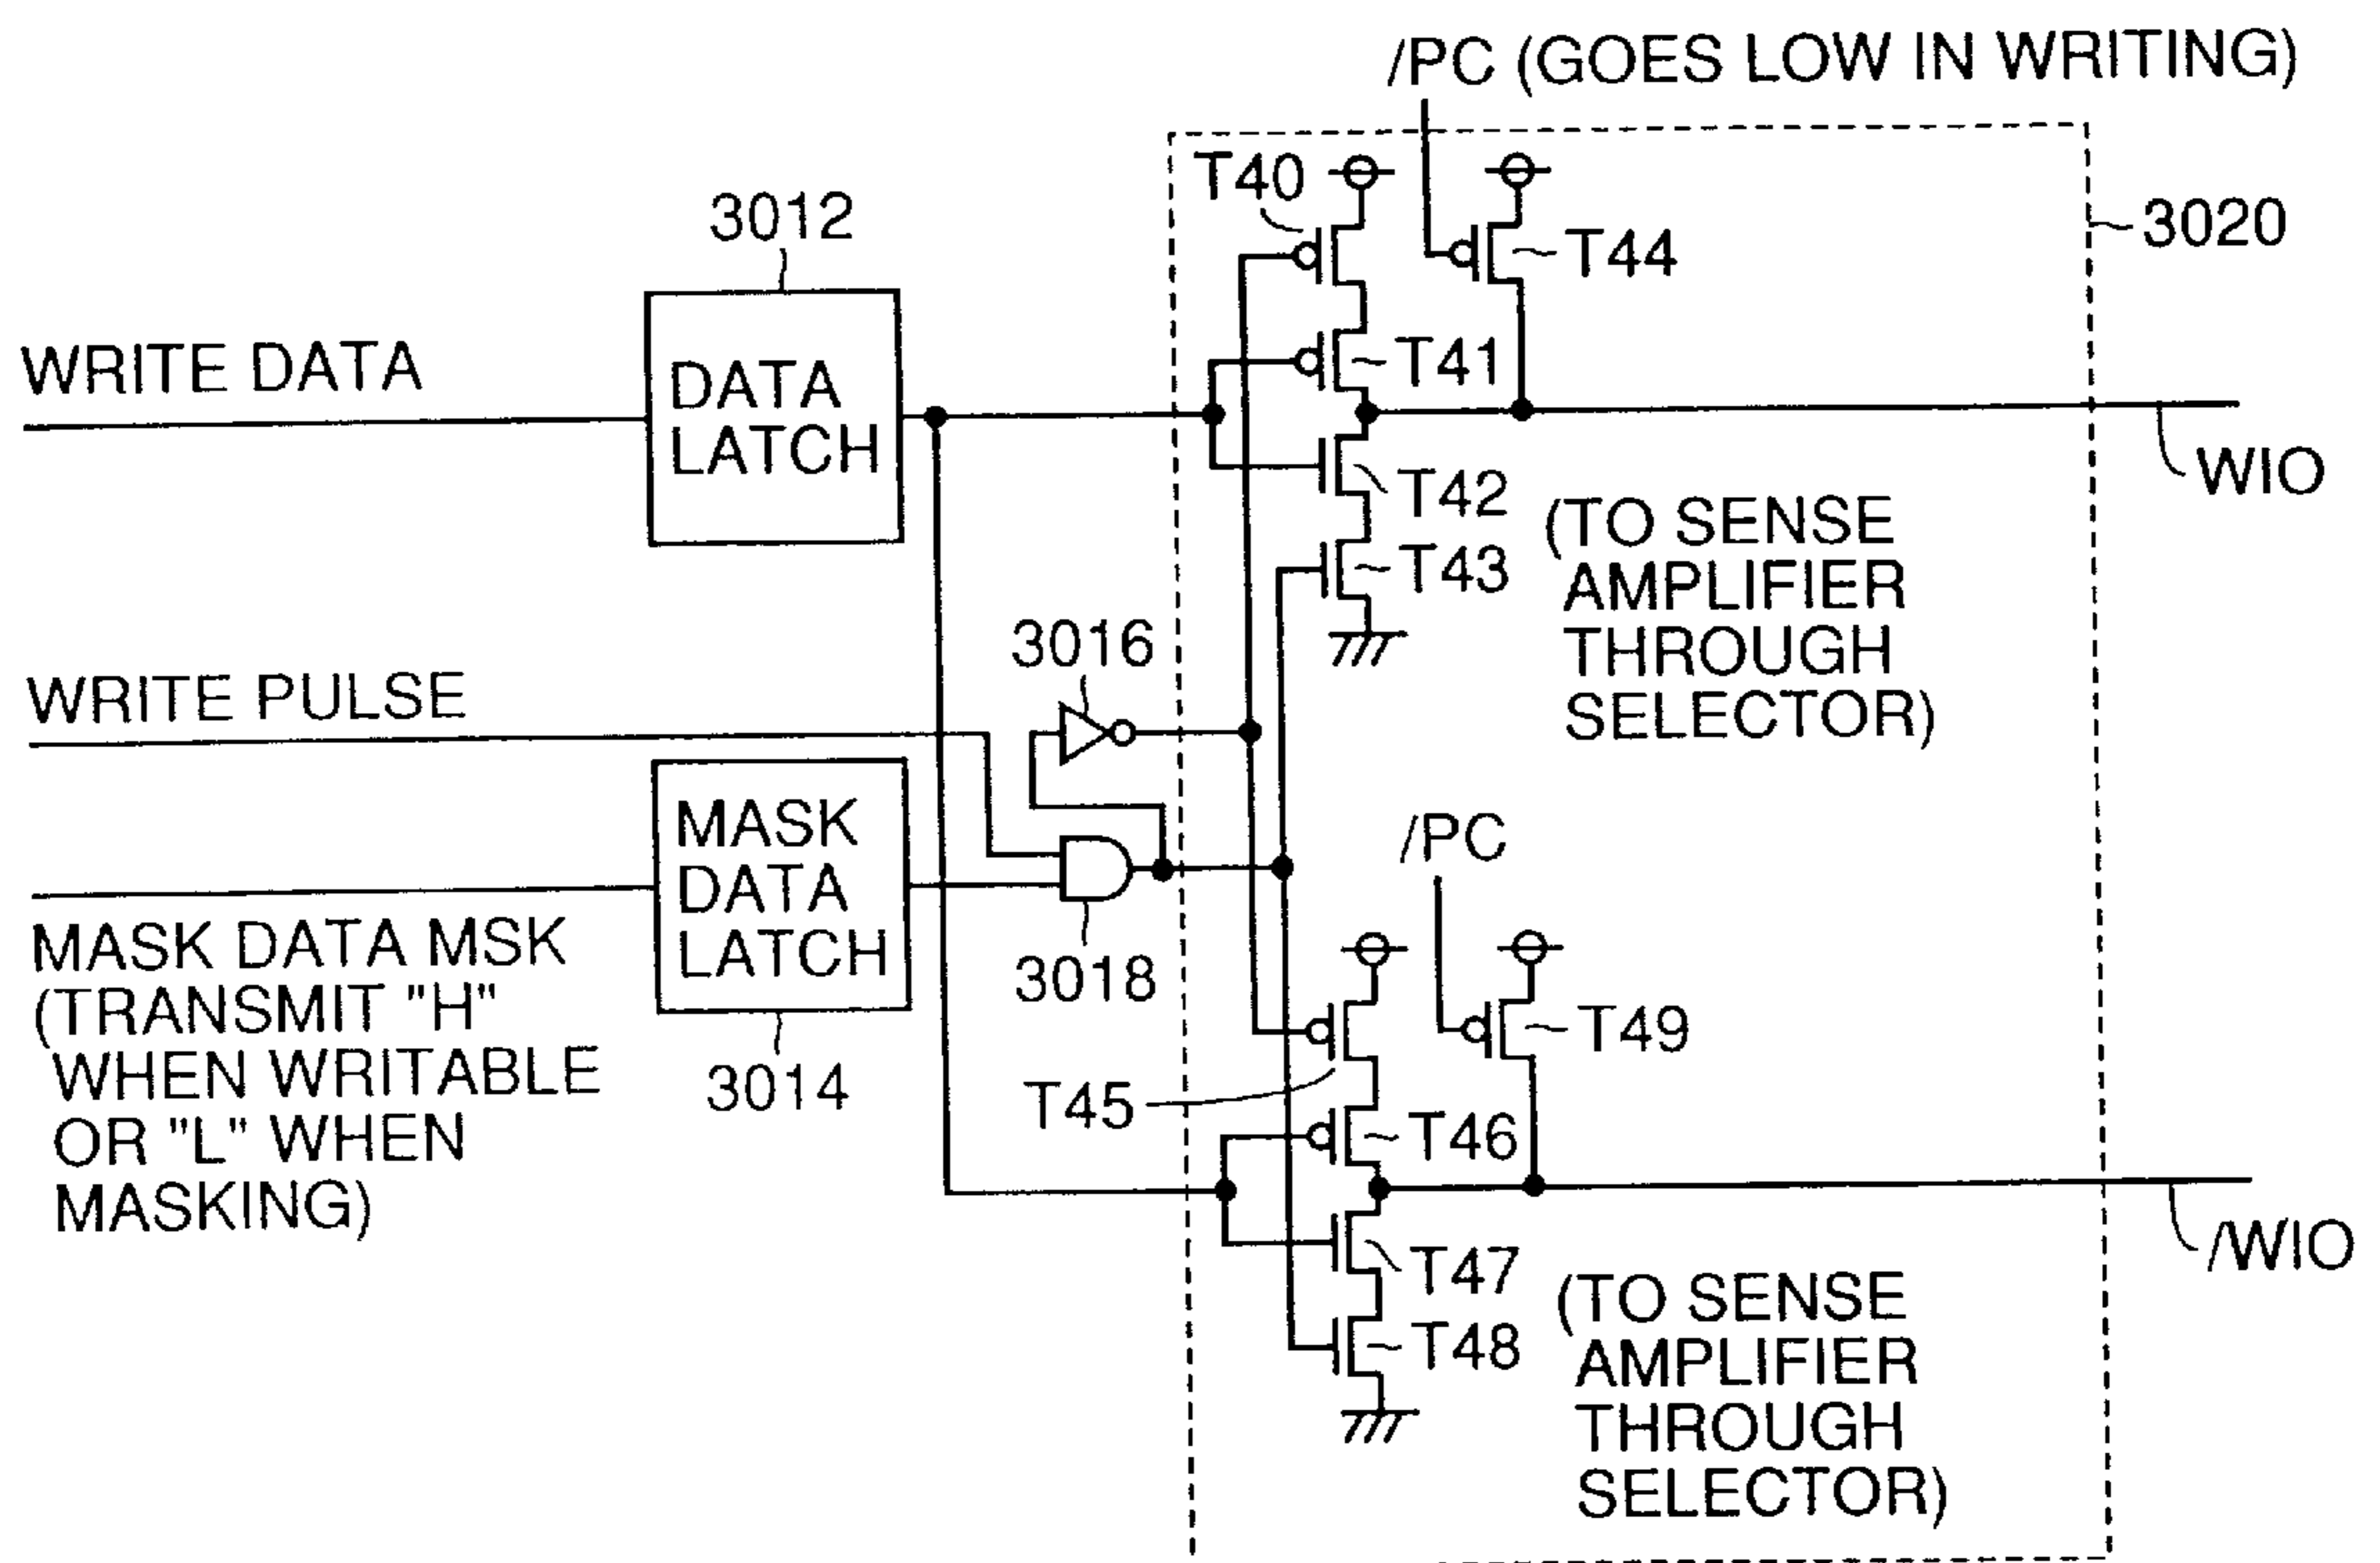 /PC (GOES LOW IN WRITING)
T40
3012
3020
T44
WRITE DATA
DATA
LATCH
T41
WIO
T42
(TO SENSE
AMPLIFIER
THROUGH
SELECTOR)
T43
3016
WRITE PULSE
MASK
DATA
LATCH
/PC
MASK DATA MSK
(TRANSMIT "H"
WHEN WRITABLE
OR "L" WHEN
MASKING)
3018
3014
T49
T45
T46
/WIO
T47
(TO SENSE
AMPLIFIER
THROUGH
SELECTOR)
T48